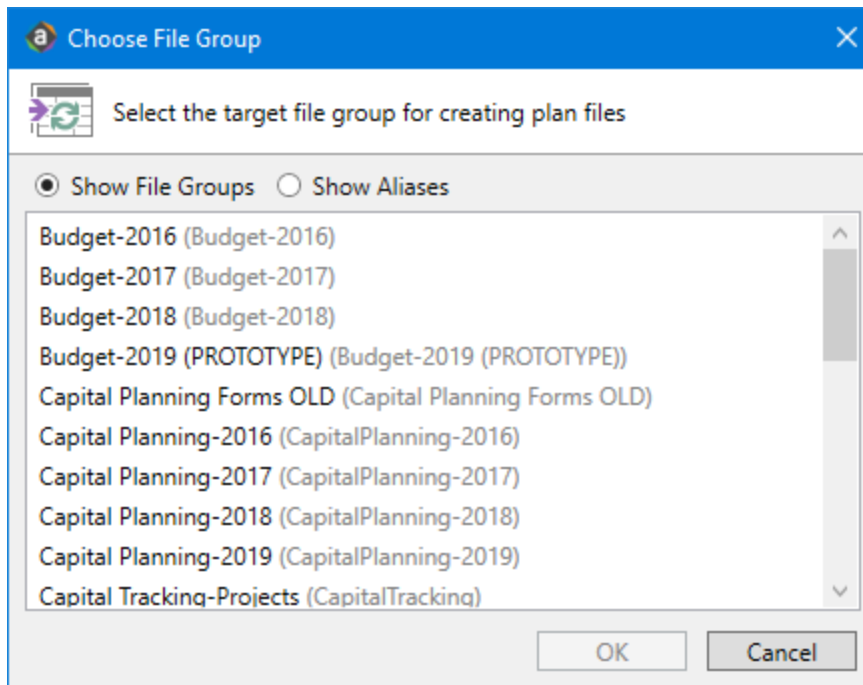 Choose File Group
Select the target file group for creating plan files
Show File Groups Show Aliases
Budget-2016 (Budget-2016)
Budget-2017 (Budget-2017)
Budget-2018 (Budget-2018)
Budget-2019 (PROTOTYPE) (Budget-2019 (PROTOTYPE))
Capital Planning Forms OLD (Capital Planning Forms OLD)
Capital Planning-2016 (CapitalPlanning-2016)
Capital Planning-2017 (CapitalPlanning-2017)
Capital Planning-2018 (CapitalPlanning-2018)
Capital Planning-2019 (CapitalPlanning-2019)
Capital Tracking-Projects (CapitalTracking)
OK Cancel